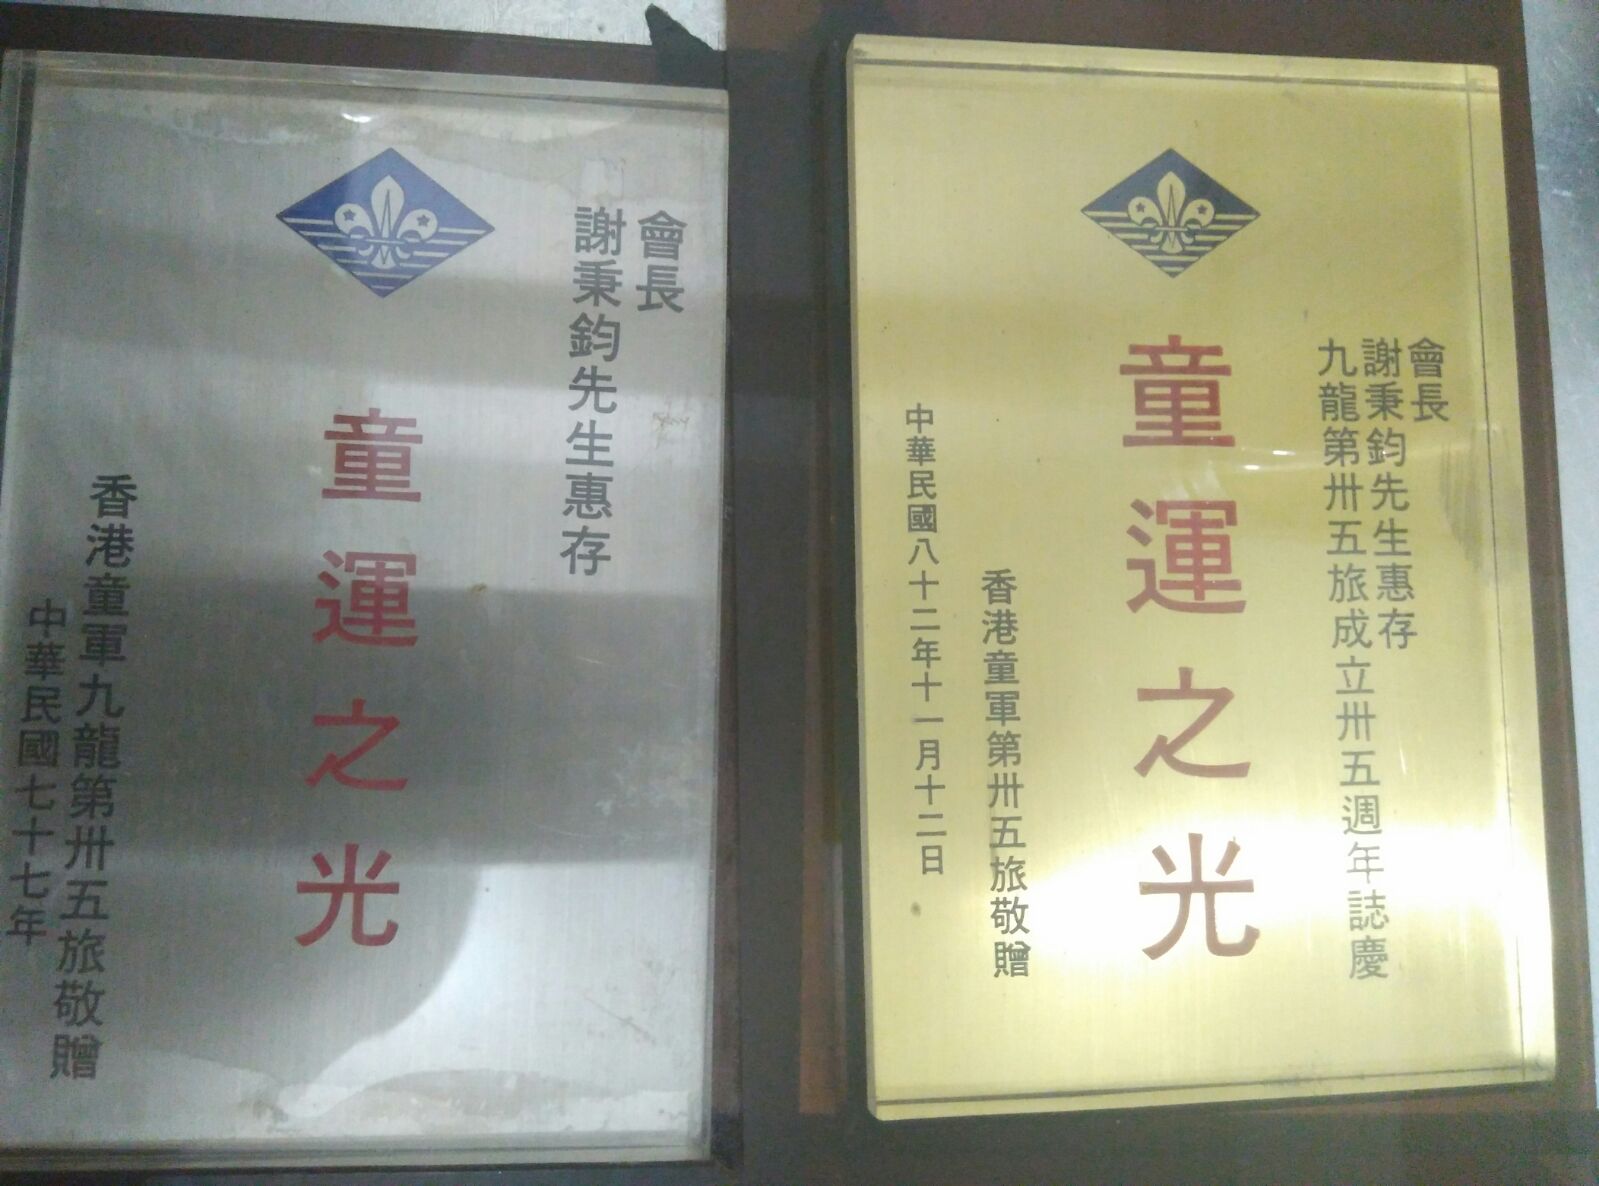 會長
謝秉鈞先生惠存
童運之光
香港童軍九龍第卅五旅敬贈
中華民國七十七年
會長
謝秉鈞先生惠存
九龍第卅五旅成立卅五週年誌慶
童運之光
香港童軍第卅五旅敬贈
中華民國八十二年十一月十二日